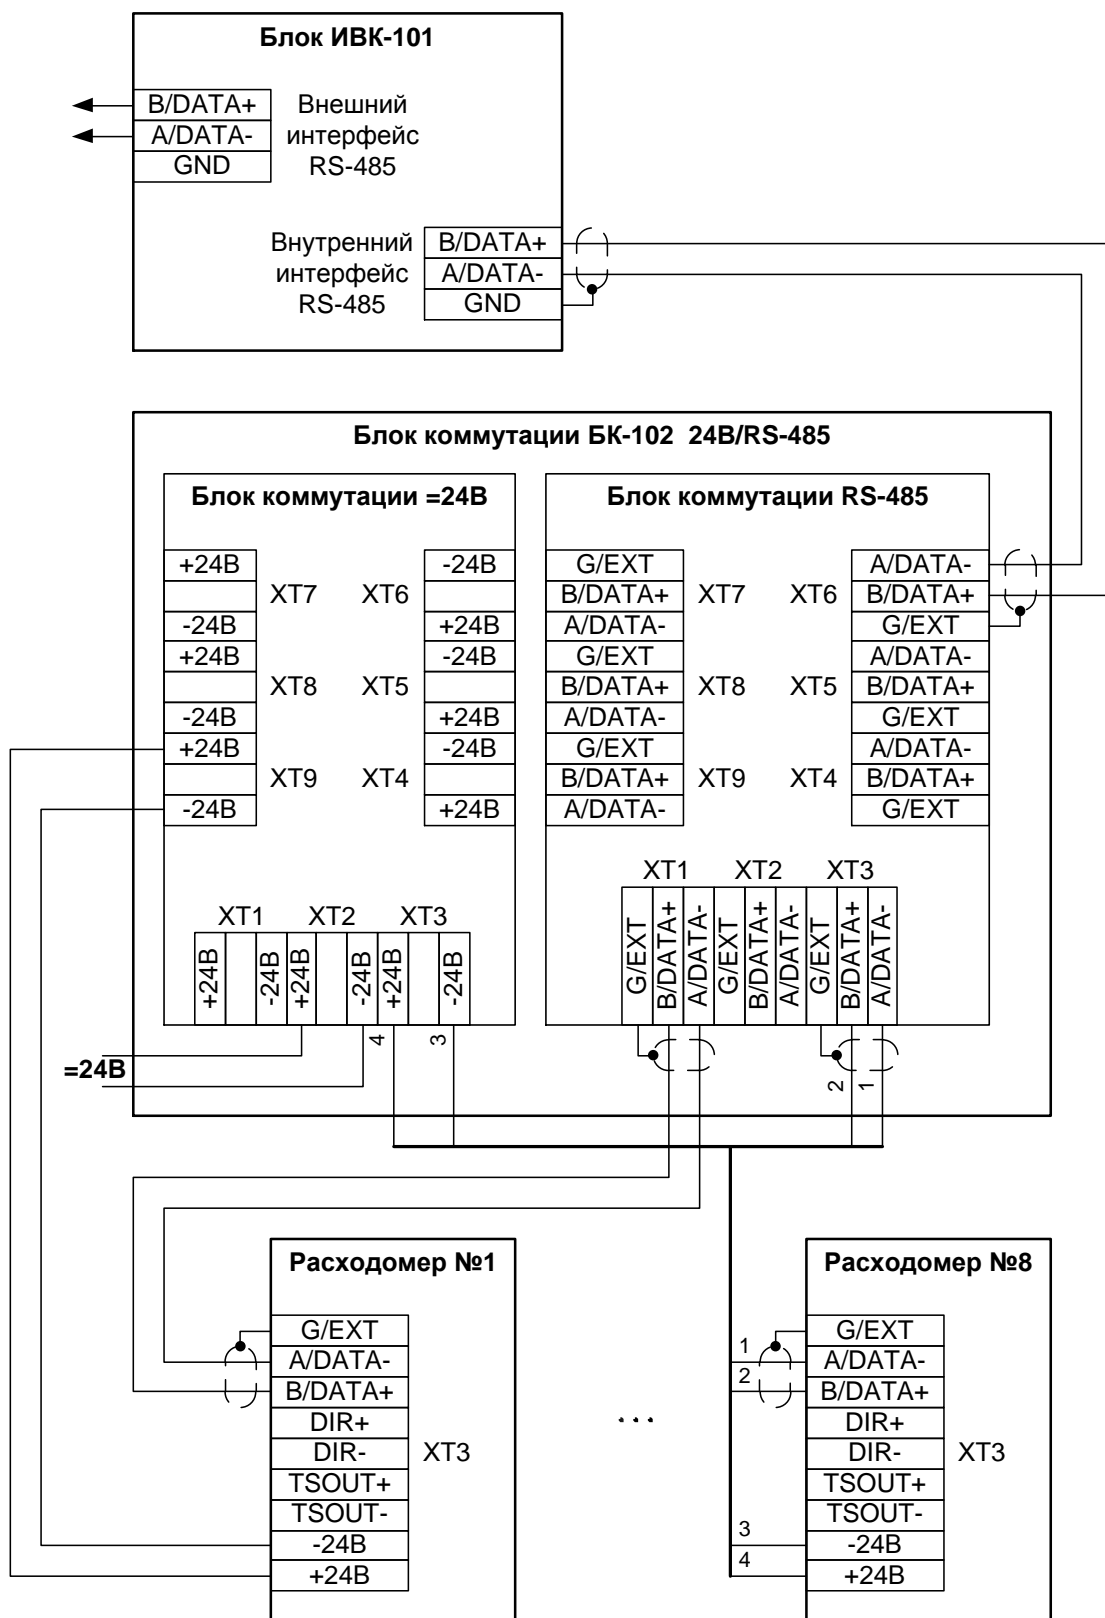 Блок ИВК-101
B/DATA+
A/DATA-
GND
Внешний
интерфейс
RS-485
Внутренний
интерфейс
RS-485
B/DATA+
A/DATA-
GND
Блок коммутации БК-102 24В/RS-485
Блок коммутации =24В
+24В
-24В
+24В
-24В
+24В
-24В
XT7
XT8
XT9
XT6
XT5
XT4
-24В
+24В
-24В
+24В
-24В
+24В
XT1 XT2 XT3
+24В
-24В
+24В
-24В
+24В
-24В
4
3
=24В
Блок коммутации RS-485
G/EXT
B/DATA+
A/DATA-
G/EXT
B/DATA+
A/DATA-
G/EXT
B/DATA+
A/DATA-
XT7
XT8
XT9
XT6
XT5
XT4
A/DATA-
B/DATA+
G/EXT
A/DATA-
B/DATA+
G/EXT
A/DATA-
B/DATA+
G/EXT
XT1 XT2 XT3
G/EXT
B/DATA+
A/DATA-
G/EXT
B/DATA+
A/DATA-
G/EXT
B/DATA+
A/DATA-
2
1
Расходомер №1
G/EXT
A/DATA-
B/DATA+
DIR+
DIR-
TSOUT+
TSOUT-
-24В
+24В
XT3
...
Расходомер №8
1
2
3
4
G/EXT
A/DATA-
B/DATA+
DIR+
DIR-
TSOUT+
TSOUT-
-24В
+24В
XT3